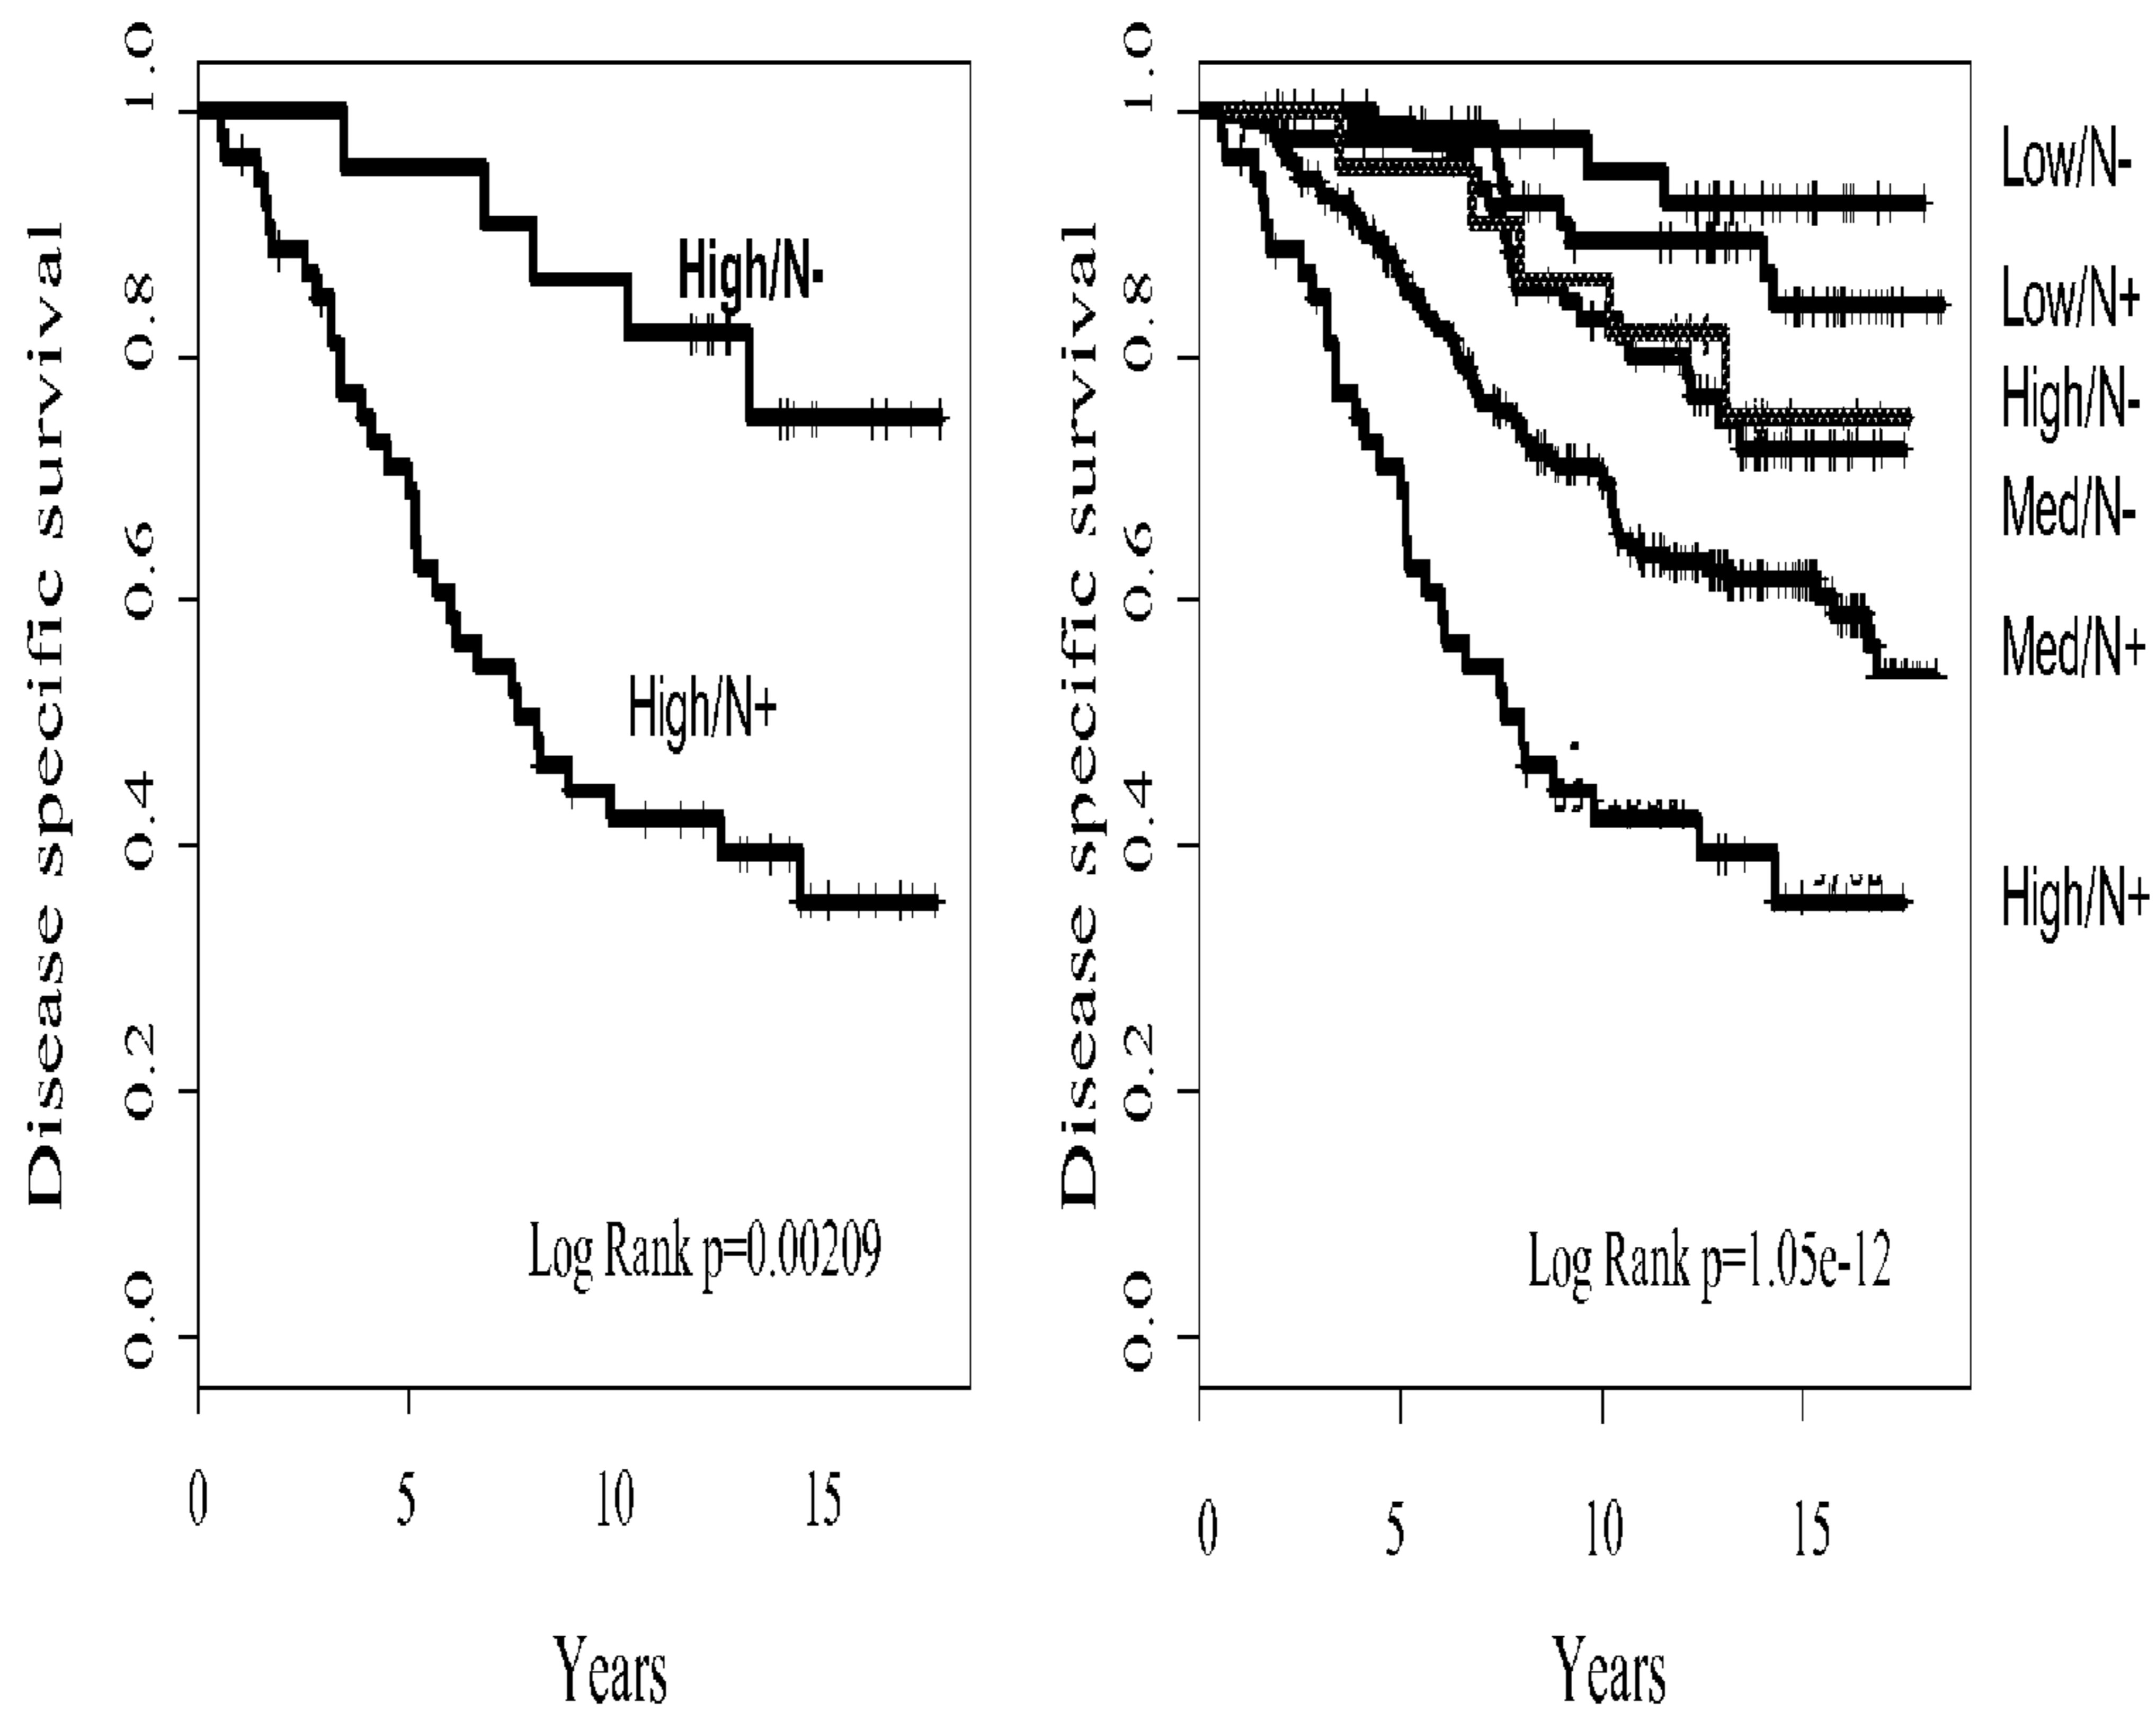 Disease specific survival
1.0
0.8
0.6
0.4
0.2
0.0
High/N-
High/N+
Log Rank p=0.00209
0 5 10 15
Years
Disease specific survival
1.0
0.8
0.6
0.4
0.2
0.0
Low/N-
Low/N+
High/N-
Med/N-
Med/N+
High/N+
Log Rank p=1.05e-12
0 5 10 15
Years